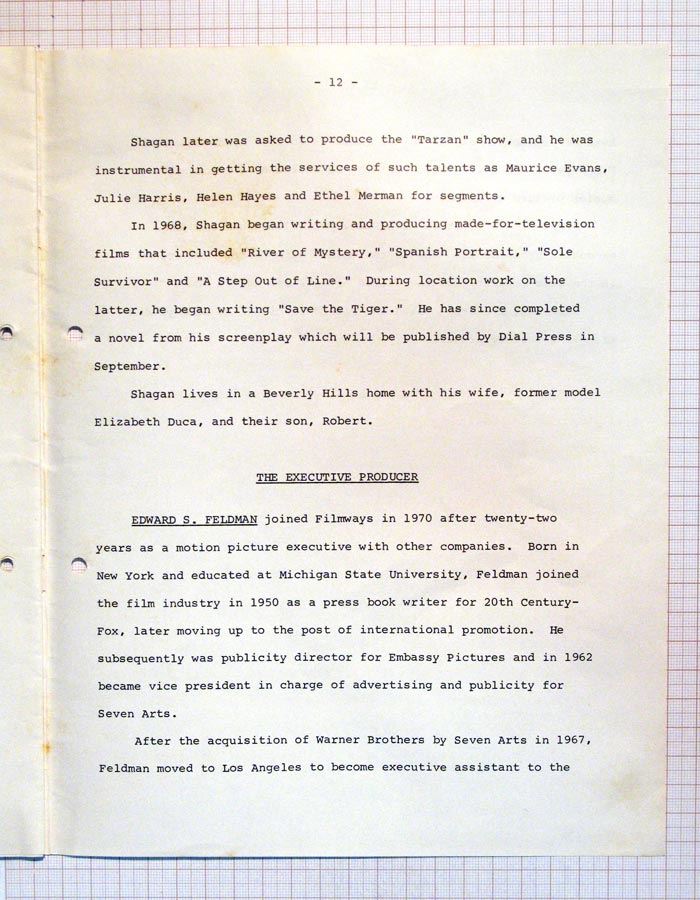 - 12 -
Shagan later was asked to produce the "Tarzan" show, and he was
instrumental in getting the services of such talents as Maurice Evans,
Julie Harris, Helen Hayes and Ethel Merman for segments.
In 1968, Shagan began writing and producing made-for-television
films that included "River of Mystery," "Spanish Portrait," "Sole
Survivor" and "A Step Out of Line."  During location work on the
latter, he began writing "Save the Tiger."  He has since completed
a novel from his screenplay which will be published by Dial Press in
September.
Shagan lives in a Beverly Hills home with his wife, former model
Elizabeth Duca, and their son, Robert.
THE EXECUTIVE PRODUCER
EDWARD S. FELDMAN joined Filmways in 1970 after twenty-two
years as a motion picture executive with other companies.  Born in
New York and educated at Michigan State University, Feldman joined
the film industry in 1950 as a press book writer for 20th Century-
Fox, later moving up to the post of international promotion.  He
subsequently was publicity director for Embassy Pictures and in 1962
became vice president in charge of advertising and publicity for
Seven Arts.
After the acquisition of Warner Brothers by Seven Arts in 1967,
Feldman moved to Los Angeles to become executive assistant to the